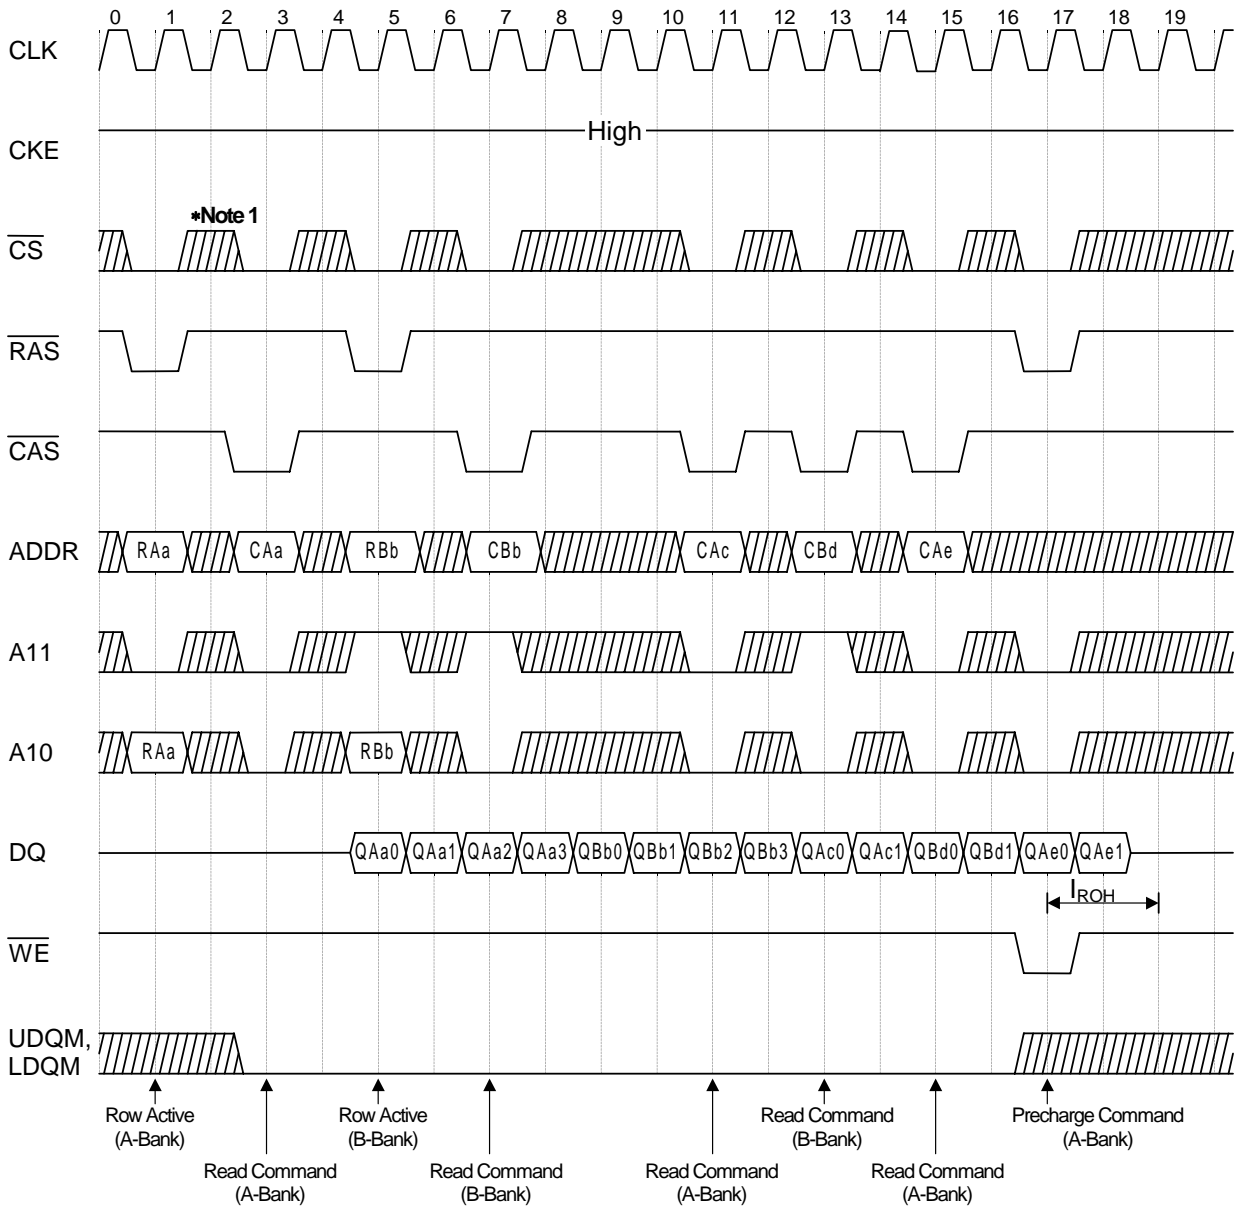 0 1 2 3 4 5 6 7 8 9 10 11 12 13 14 15 16 17 18 19
CLK
CKE
High
*Note 1
CS
RAS
CAS
ADDR
RAa CAa RBb CBb CAc CBd CAe
A11
A10
RAa RBb
DQ
QAa0 QAa1 QAa2 QAa3 QBb0 QBb1 QBb2 QBb3 QAc0 QAc1 QBd0 QBd1 QAe0 QAe1
IROH
WE
UDQM,
LDQM
Row Active
(A-Bank)
Row Active
(B-Bank)
Read Command
(B-Bank)
Precharge Command
(A-Bank)
Read Command
(A-Bank)
Read Command
(B-Bank)
Read Command
(A-Bank)
Read Command
(A-Bank)